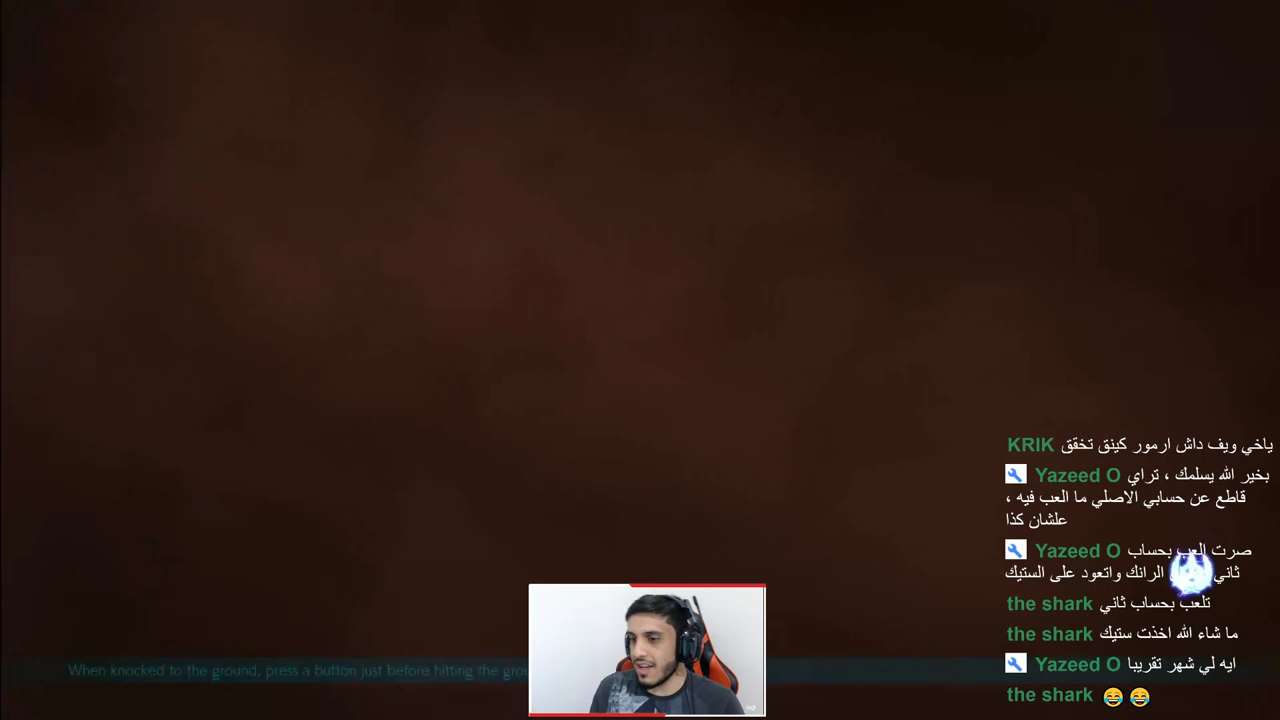 KRIK ياخي ويف داش ارمور كينق تخقق
Yazeed O بخير الله يسلمك ، تراي
قاطع عن حسابي الاصلي ما العب فيه ،
علشان كذا
Yazeed O صرت العب بحساب
ثاني الرانك واتعود على الستيك
the shark تلعب بحساب ثاني
the shark ما شاء الله اخذت ستيك
Yazeed O ايه لي شهر تقريبا
the shark 😂 😂
When knocked to the ground, press a button just before hitting the